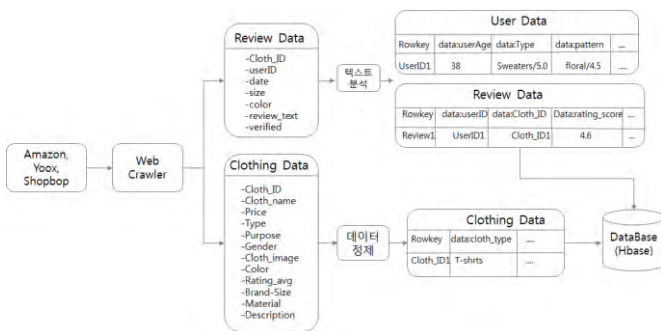 Amazon,
Yoox,
Shopbop
Web
Crawler
Review Data
-Cloth_ID
-userID
-date
-size
-color
-review_text
-verified
텍스트
분석
User Data
Rowkey data:userAge data:Type data:pattern ....
UserID1 38 Sweaters/5.0 floral/4.5 ....
Review Data
Rowkey data:userID data:Cloth_ID Data:rating_score ...
Review1 UserID1 Cloth_ID1 4.6 ...
Clothing Data
-Cloth_ID
-Cloth_name
-Price
-Type
-Purpose
-Gender
-Cloth_image
-Color
-Rating_avg
-Brand-Size
-Material
-Description
데이터
정제
Clothing Data
Rowkey data:cloth_type ....
Cloth_ID1 T-shrts ....
DataBase
(Hbase)